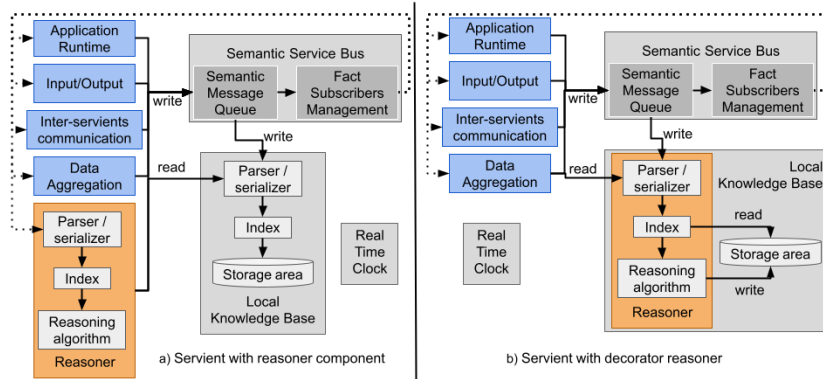 Application
Runtime
Input/Output
Inter-servients
communication
Data
Aggregation
Parser /
serializer
Index
Reasoning
algorithm
Reasoner
write
read
Semantic Service Bus
Semantic
Message
Queue
Fact
Subscribers
Management
write
Parser /
serializer
Index
Storage area
Local
Knowledge Base
Real
Time
Clock
a) Servient with reasoner component
Application
Runtime
Input/Output
Inter-servients
communication
Data
Aggregation
write
read
Semantic Service Bus
Semantic
Message
Queue
Fact
Subscribers
Management
write
Local
Knowledge Base
Parser /
serializer
Index
Reasoning
algorithm
Reasoner
read
Storage area
write
Real
Time
Clock
b) Servient with decorator reasoner